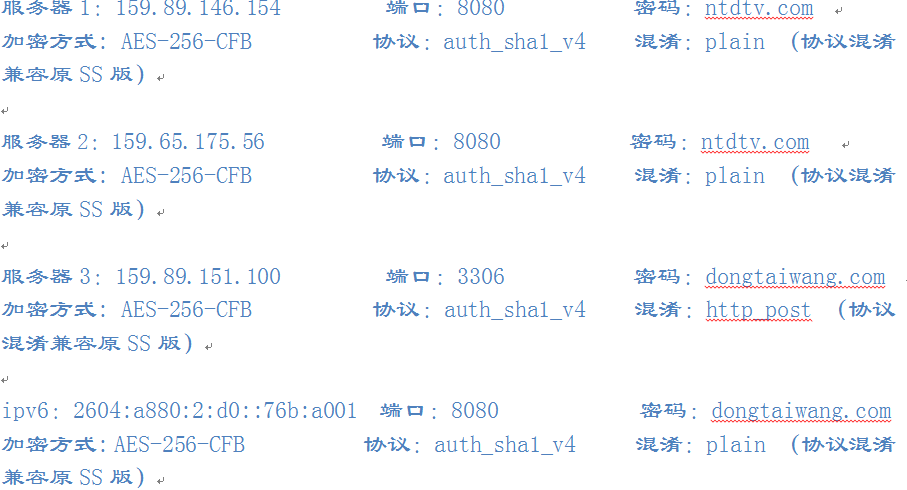 服务器 1: 159.89.146.154 端口: 8080 密码: ntdtv.com
加密方式: AES-256-CFB 协议: auth_sha1_v4 混淆: plain (协议混淆
兼容原 SS 版)
服务器 2: 159.65.175.56 端口: 8080 密码: ntdtv.com
加密方式: AES-256-CFB 协议: auth_sha1_v4 混淆: plain (协议混淆
兼容原 SS 版)
服务器 3: 159.89.151.100 端口: 3306 密码: dongtaiwang.com
加密方式: AES-256-CFB 协议: auth_sha1_v4 混淆: http_post (协议
混淆兼容原 SS 版)
ipv6: 2604:a880:2:d0::76b:a001 端口: 8080 密码: dongtaiwang.com
加密方式:AES-256-CFB 协议: auth_sha1_v4 混淆: plain (协议混淆
兼容原 SS 版)